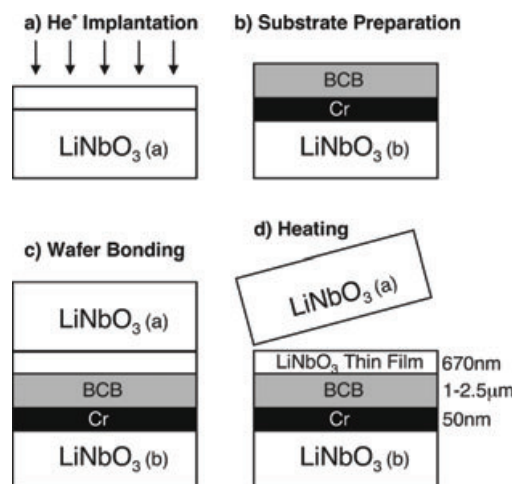 a) He⁺ Implantation
LiNbO₃ (a)
b) Substrate Preparation
BCB
Cr
LiNbO₃ (b)
c) Wafer Bonding
LiNbO₃ (a)
BCB
Cr
LiNbO₃ (b)
d) Heating
LiNbO₃ (a)
LiNbO₃ Thin Film 670nm
BCB 1-2.5μm
Cr 50nm
LiNbO₃ (b)